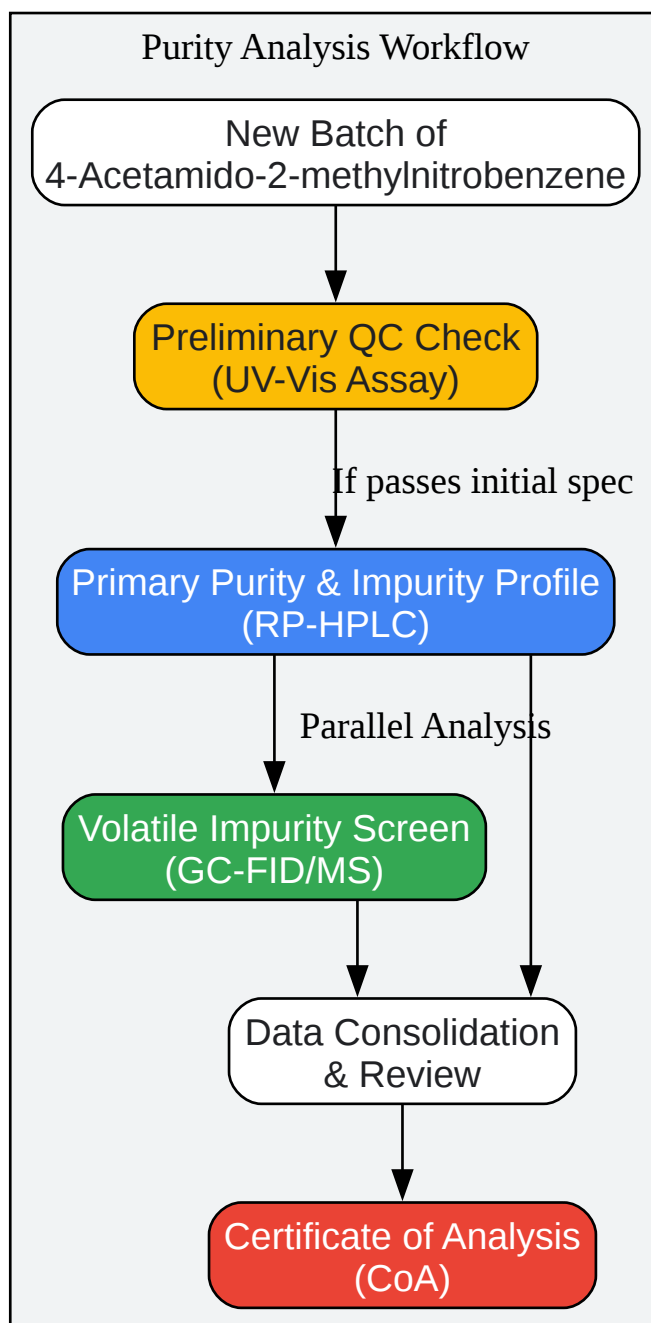 Purity Analysis Workflow
New Batch of
4-Acetamido-2-methylnitrobenzene
Preliminary QC Check
(UV-Vis Assay)
If passes initial spec
Primary Purity & Impurity Profile
(RP-HPLC)
Parallel Analysis
Volatile Impurity Screen
(GC-FID/MS)
Data Consolidation
& Review
Certificate of Analysis
(CoA)